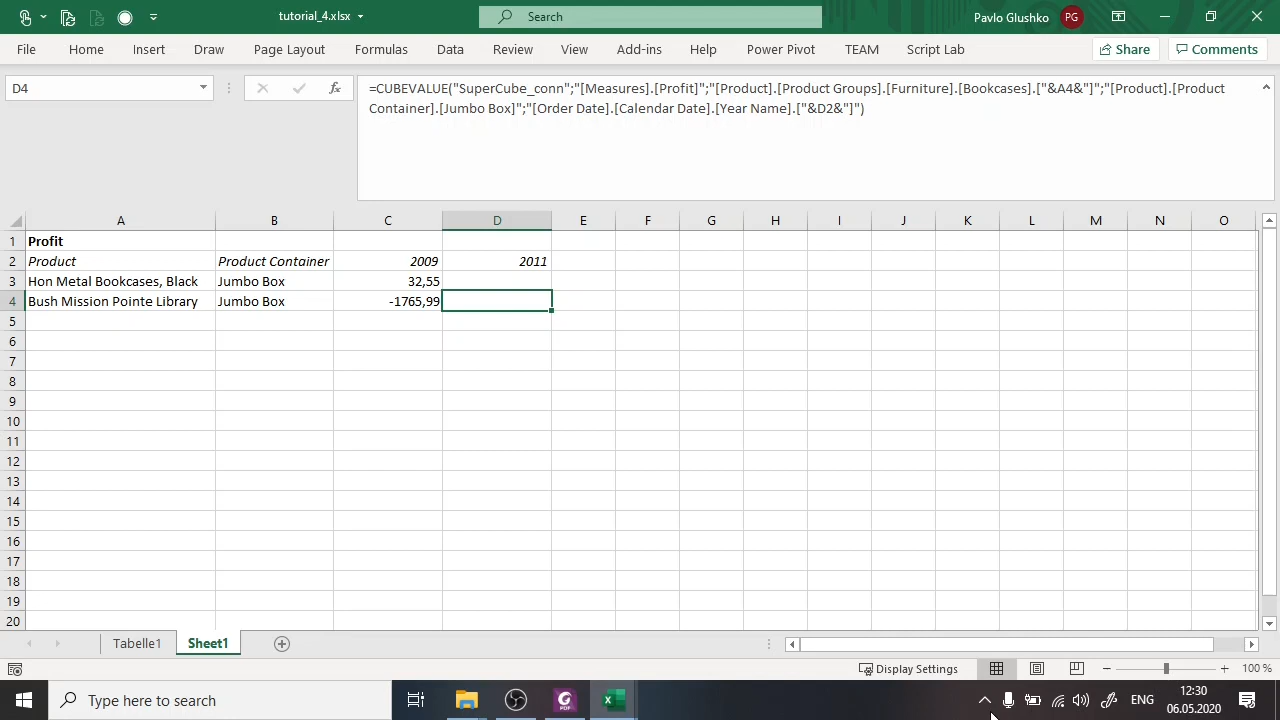 tutorial_4.xlsx
Search
Pavlo Glushko
PG
File Home Insert Draw Page Layout Formulas Data Review View Add-ins Help Power Pivot TEAM Script Lab
Share
Comments
D4
fx
=CUBEVALUE("SuperCube_conn";"[Measures].[Profit]";"[Product].[Product Groups].[Furniture].[Bookcases].["&A4&"]";"[Product].[Product
Container].[Jumbo Box]";"[Order Date].[Calendar Date].[Year Name].["&D2&"]")
A B C D E F G H I J K L M N O
1 Profit
2 Product Product Container 2009 2011
3 Hon Metal Bookcases, Black Jumbo Box 32,55
4 Bush Mission Pointe Library Jumbo Box -1765,99
5
6
7
8
9
10
11
12
13
14
15
16
17
18
19
20
Tabelle1 Sheet1
Display Settings
100 %
Type here to search
PDF
ENG
12:30
06.05.2020